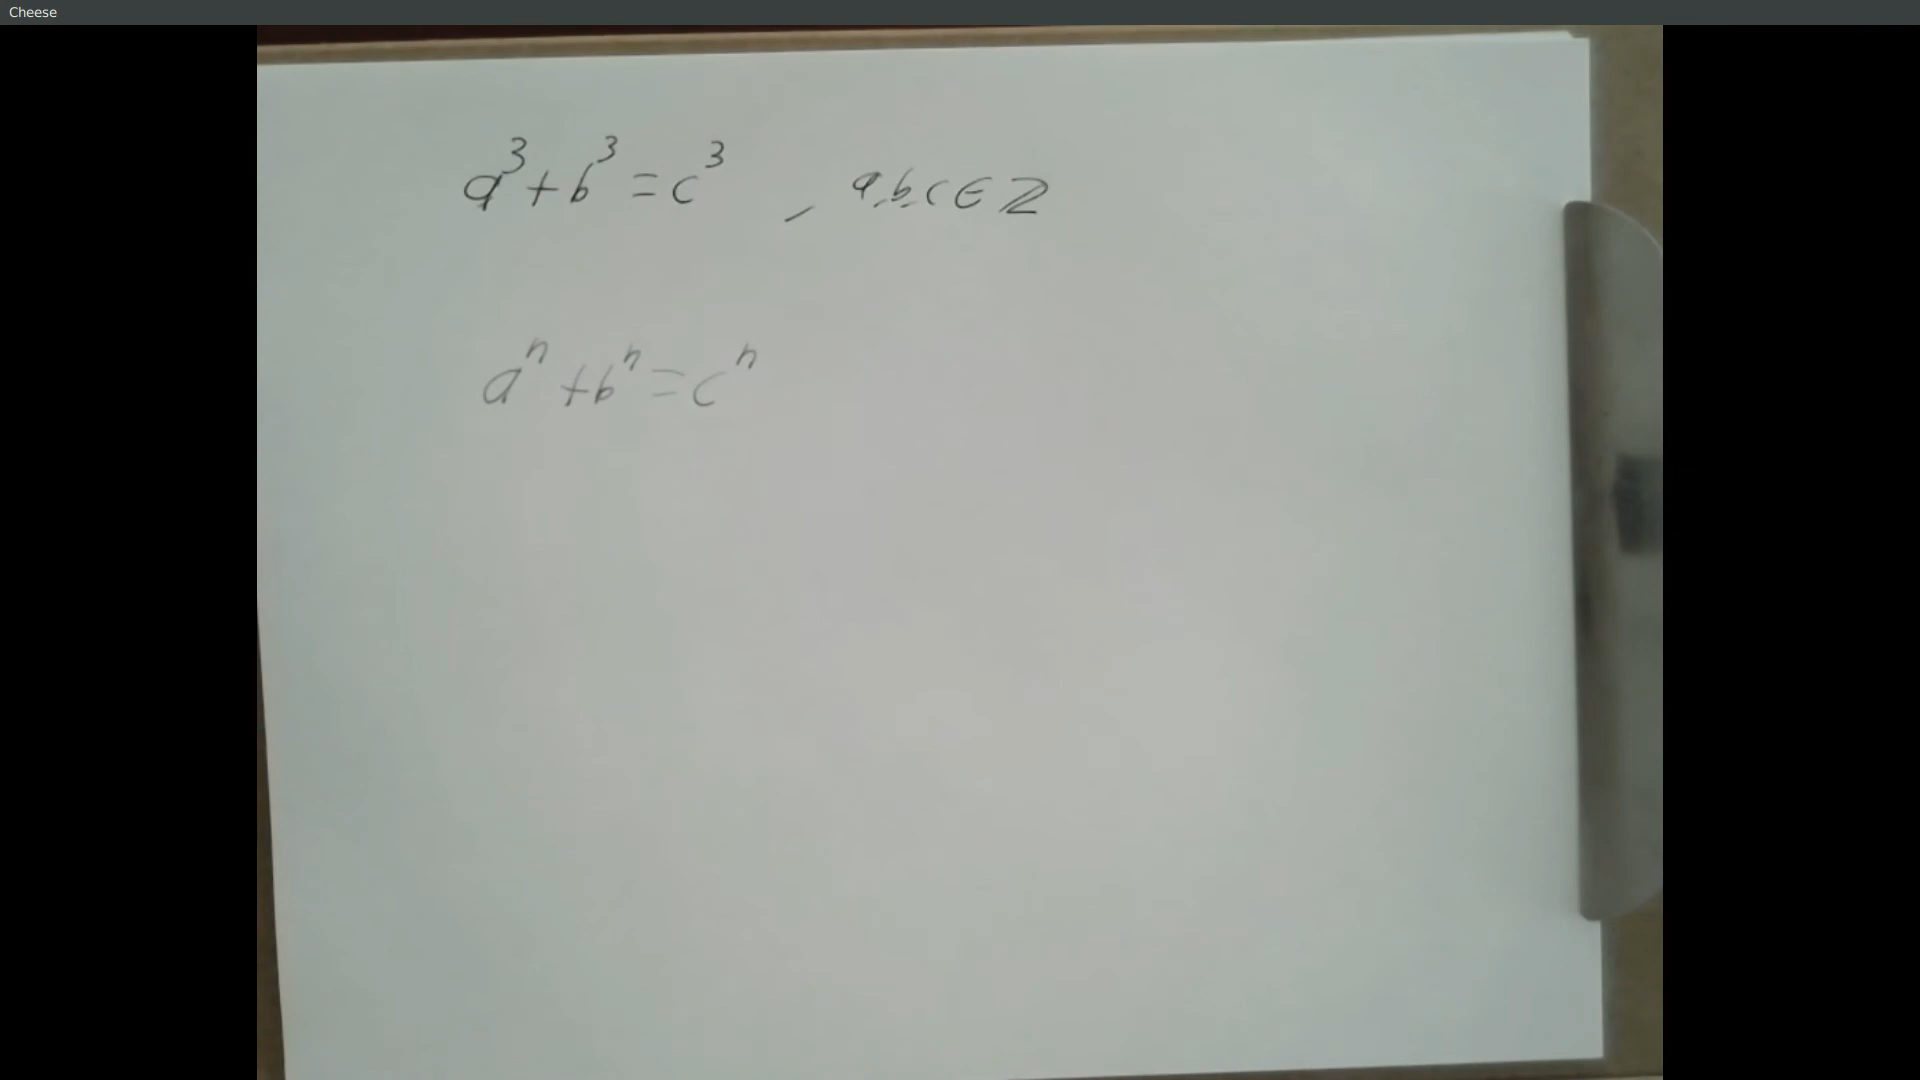 Cheese
a³+b³=c³ , a,b,c∈ℤ
aⁿ+bⁿ=cⁿ